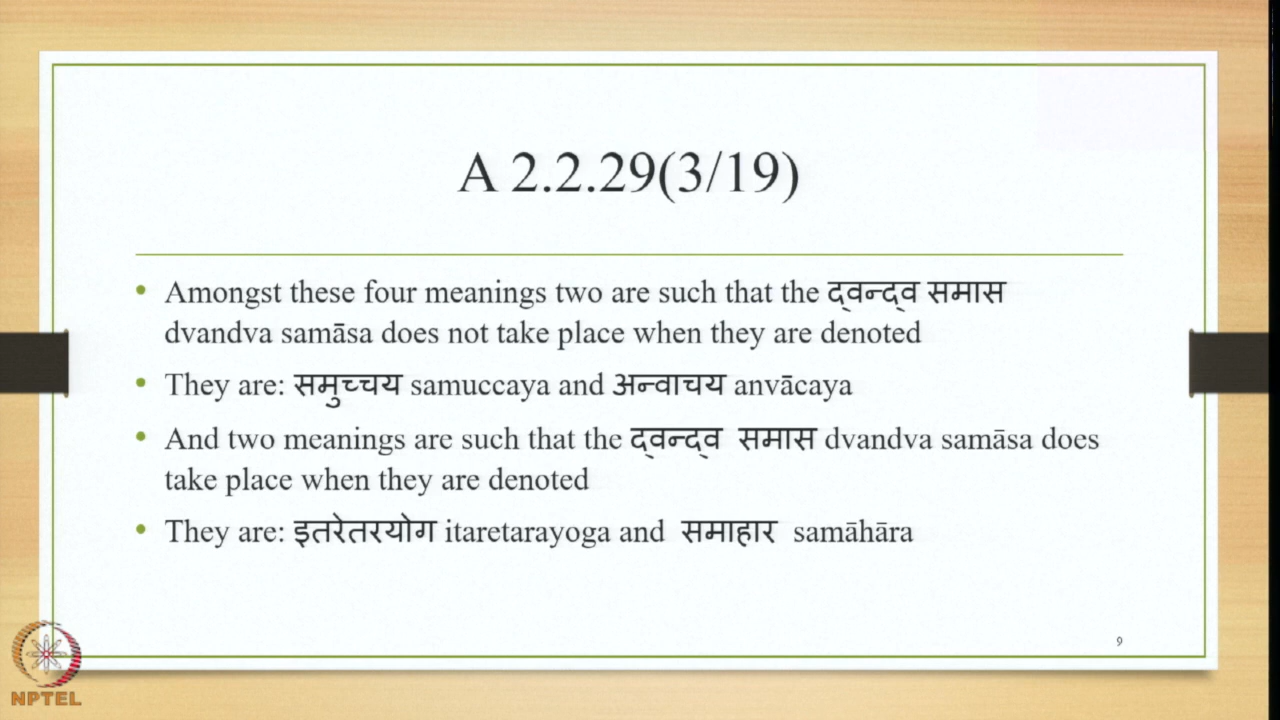 A 2.2.29(3/19)
• Amongst these four meanings two are such that the द्वन्द्व समास
dvandva samāsa does not take place when they are denoted
• They are: समुच्चय samuccaya and अन्वाचय anvācaya
• And two meanings are such that the द्वन्द्व समास dvandva samāsa does
take place when they are denoted
• They are: इतरेतरयोग itaretarayoga and समाहार samāhāra
9
NPTEL